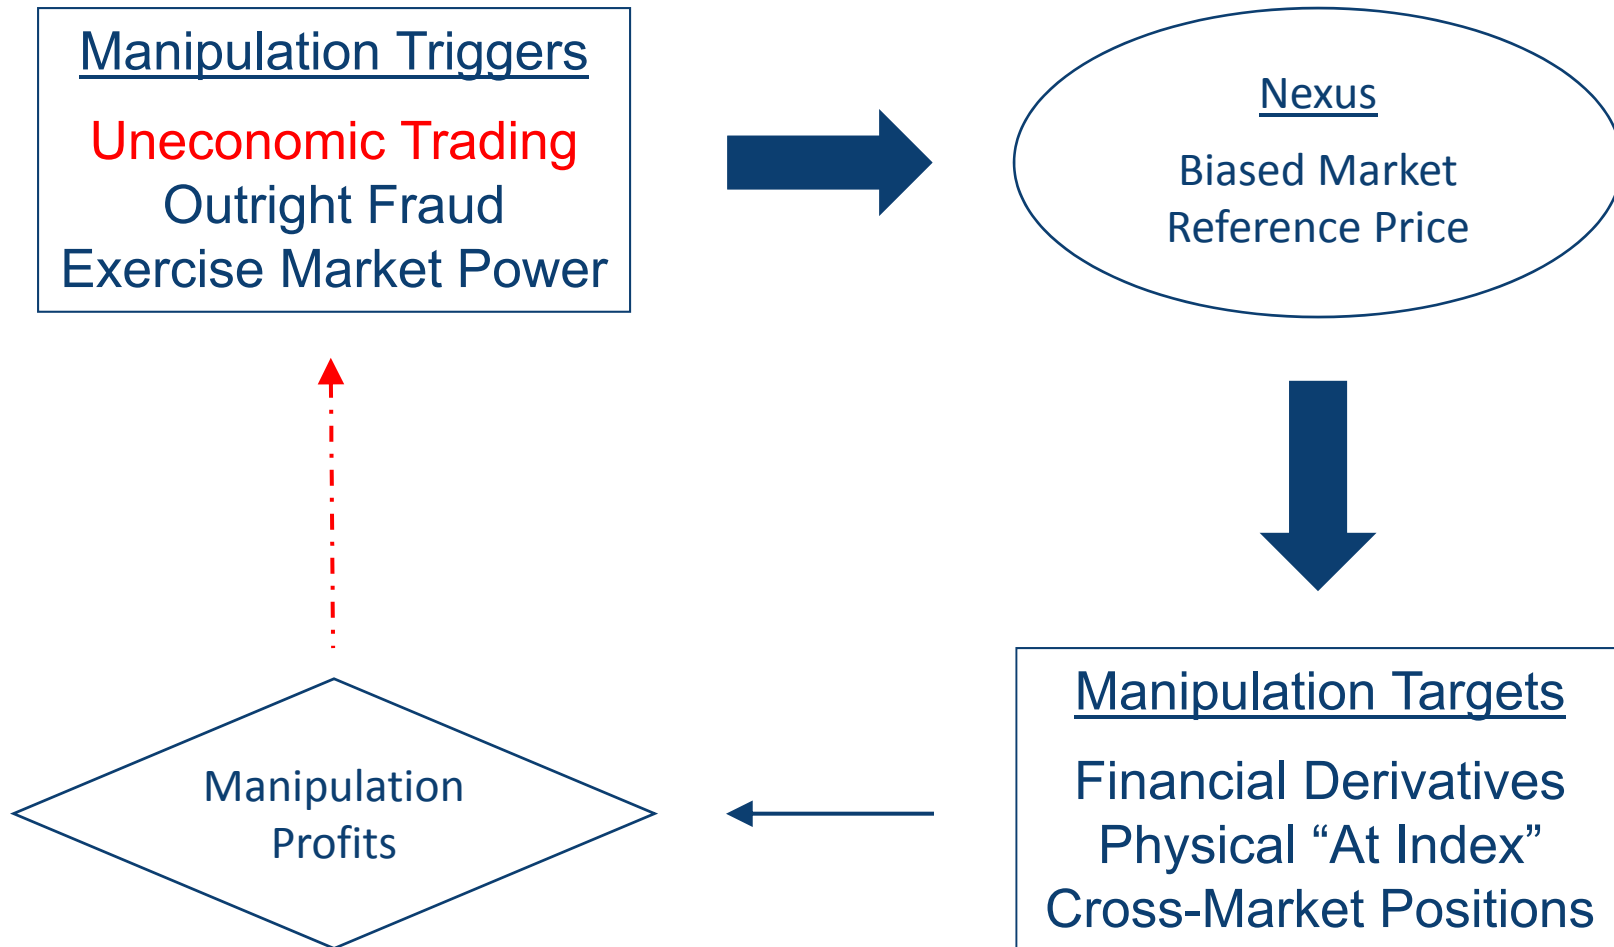 Manipulation Triggers
Uneconomic Trading
Outright Fraud
Exercise Market Power
Nexus
Biased Market
Reference Price
Manipulation Targets
Financial Derivatives
Physical “At Index”
Cross-Market Positions
Manipulation
Profits